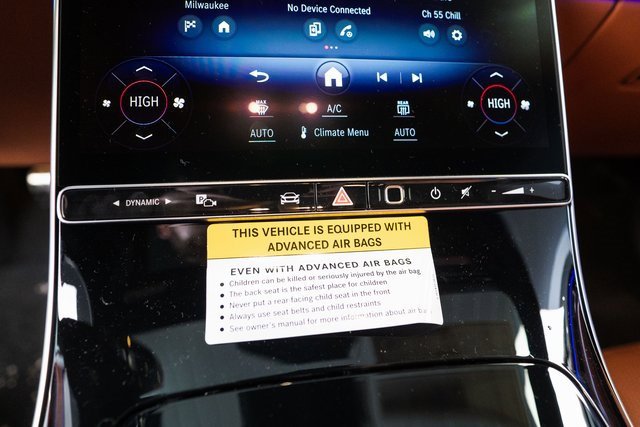 Milwaukee
No Device Connected
Ch 55 Chill
HIGH
MAX
A/C
REAR
HIGH
AUTO
Climate Menu
AUTO
DYNAMIC
P
- +
THIS VEHICLE IS EQUIPPED WITH
ADVANCED AIR BAGS
EVEN WITH ADVANCED AIR BAGS
• Children can be killed or seriously injured by the air bag.
• The back seat is the safest place for children
• Never put a rear facing child seat in the front
• Always use seat belts and child restraints
• See owner's manual for more information about air